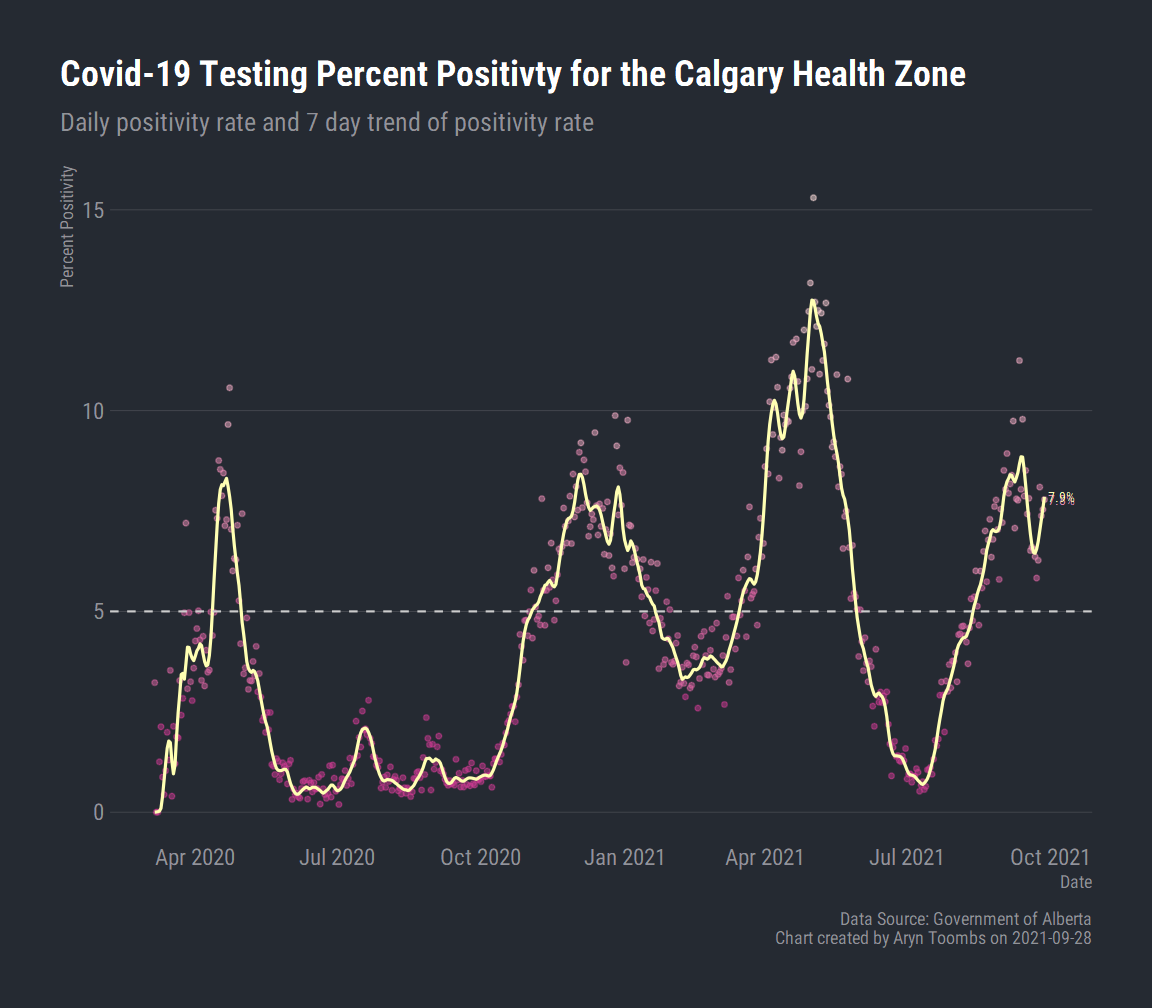 Covid-19 Testing Percent Positivty for the Calgary Health Zone
Daily positivity rate and 7 day trend of positivity rate
Percent Positivity
15
10
5
0
7.9%
Apr 2020 Jul 2020 Oct 2020 Jan 2021 Apr 2021 Jul 2021 Oct 2021
Date
Data Source: Government of Alberta
Chart created by Aryn Toombs on 2021-09-28